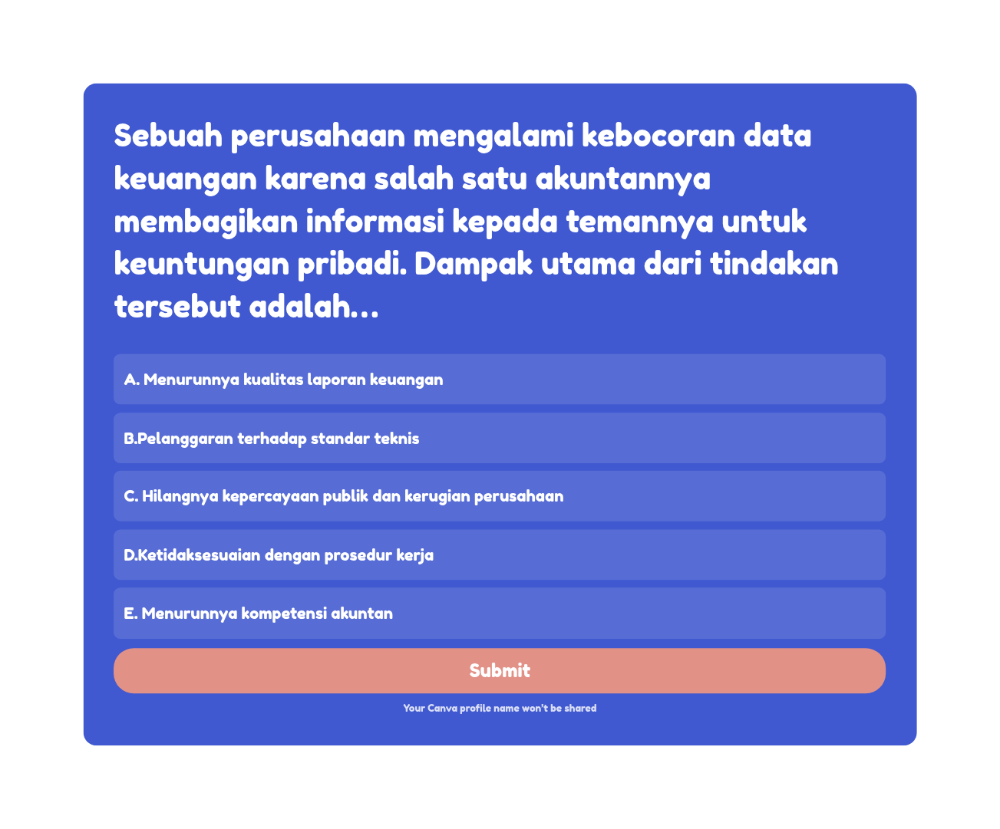 Sebuah perusahaan mengalami kebocoran data
keuangan karena salah satu akuntannya
membagikan informasi kepada temannya untuk
keuntungan pribadi. Dampak utama dari tindakan
tersebut adalah…
A. Menurunnya kualitas laporan keuangan
B.Pelanggaran terhadap standar teknis
C. Hilangnya kepercayaan publik dan kerugian perusahaan
D.Ketidaksesuaian dengan prosedur kerja
E. Menurunnya kompetensi akuntan
Submit
Your Canva profile name won't be shared